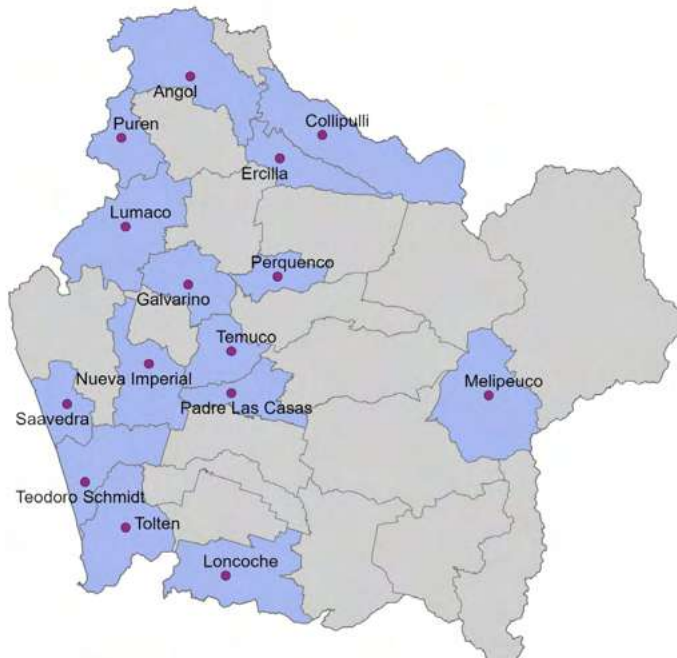 Angol
Puren
Collipulli
Ercilla
Lumaco
Perquenco
Galvarino
Temuco
Nueva Imperial
Melipeuco
Padre Las Casas
Saavedra
Teodoro Schmidt
Tolten
Loncoche